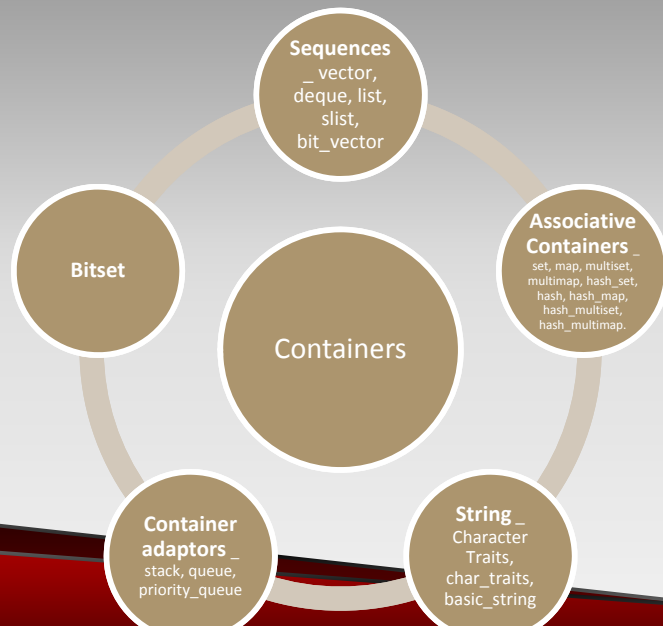 Sequences
_ vector,
deque, list,
slist,
bit_vector
Associative
Containers _
set, map, multiset,
multimap, hash_set,
hash, hash_map,
hash_multiset,
hash_multimap.
String _
Character
Traits,
char_traits,
basic_string
Container
adaptors _
stack, queue,
priority_queue
Bitset
Containers